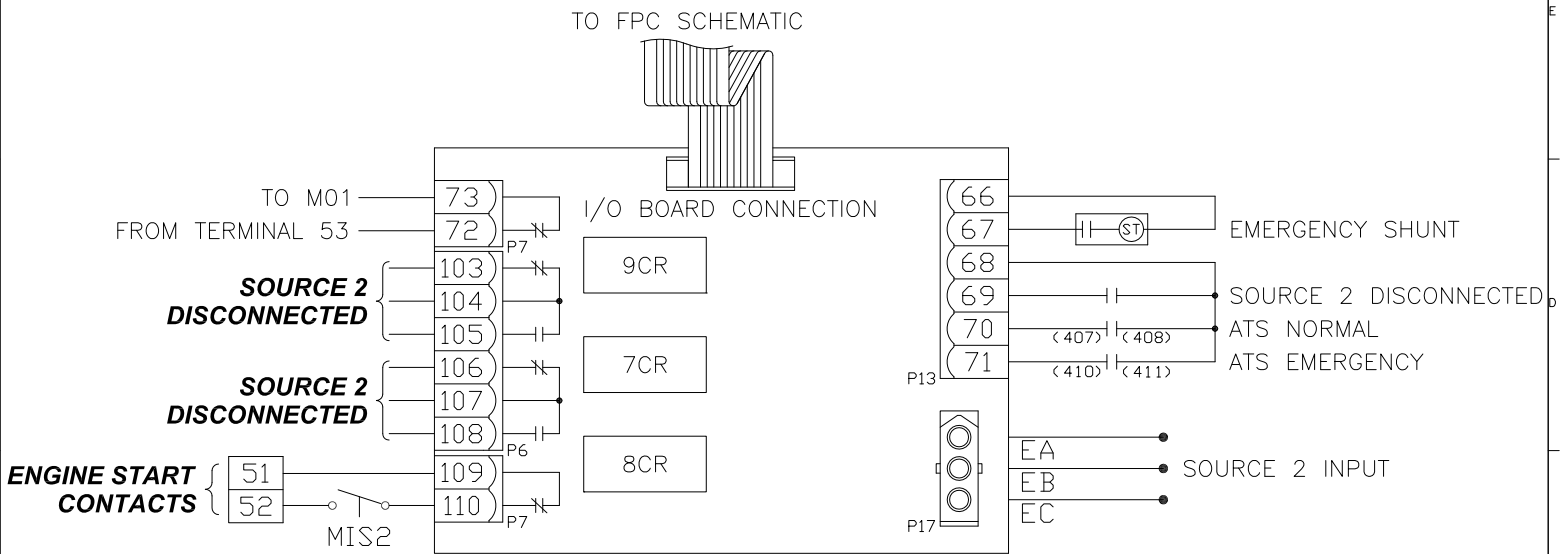 TO FPC SCHEMATIC
E
TO M01
73
I/O BOARD CONNECTION
66
FROM TERMINAL 53
72
P7
67
ST
EMERGENCY SHUNT
103
9CR
68
SOURCE 2
DISCONNECTED
104
69
SOURCE 2 DISCONNECTED
D
105
70
(407) (408)
ATS NORMAL
106
7CR
71
(410) (411)
ATS EMERGENCY
P13
SOURCE 2
DISCONNECTED
107
108
P6
ENGINE START
CONTACTS
51
109
8CR
EA
SOURCE 2 INPUT
52
MIS2
110
P7
EB
P17
EC